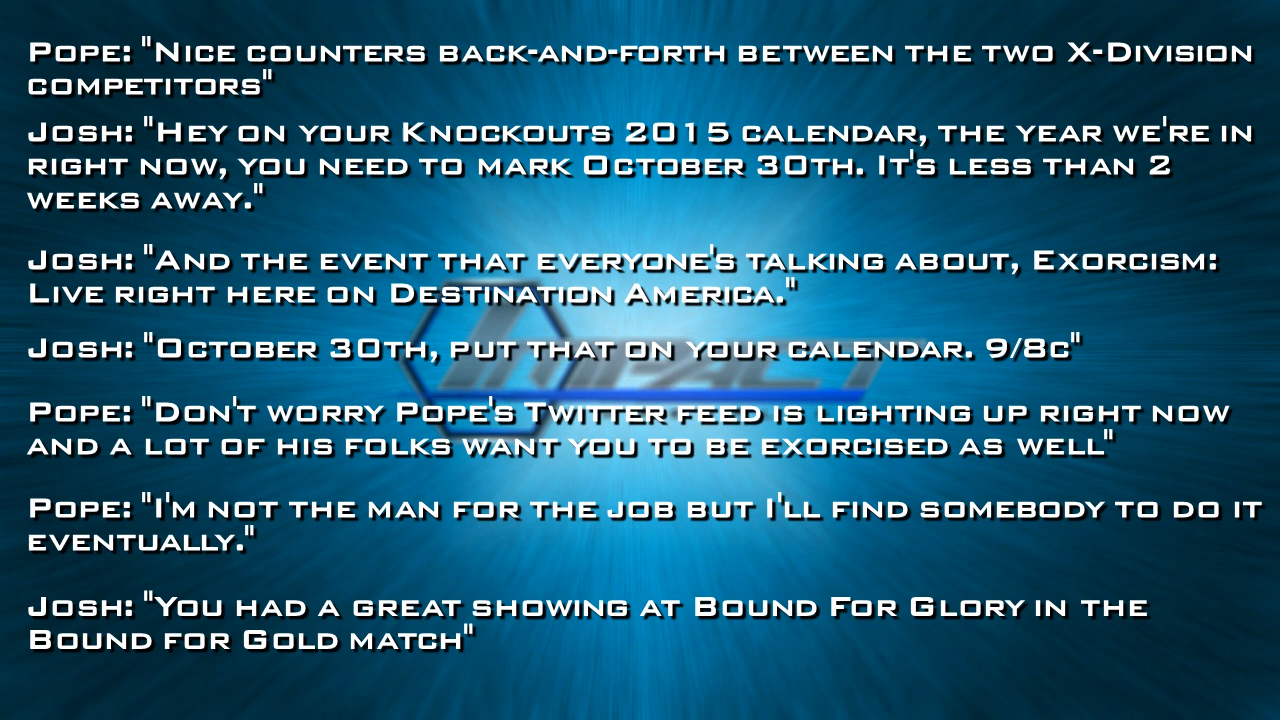 Pope: "Nice counters back-and-forth between the two X-Division
competitors"
Josh: "Hey on your Knockouts 2015 calendar, the year we're in
right now, you need to mark October 30th. It's less than 2
weeks away."
Josh: "And the event that everyone's talking about, Exorcism:
Live right here on Destination America."
Josh: "October 30th, put that on your calendar. 9/8c"
IMPACT
Pope: "Don't worry Pope's Twitter feed is lighting up right now
and a lot of his folks want you to be exorcised as well"
Pope: "I'm not the man for the job but I'll find somebody to do it
eventually."
Josh: "You had a great showing at Bound For Glory in the
Bound for Gold match"